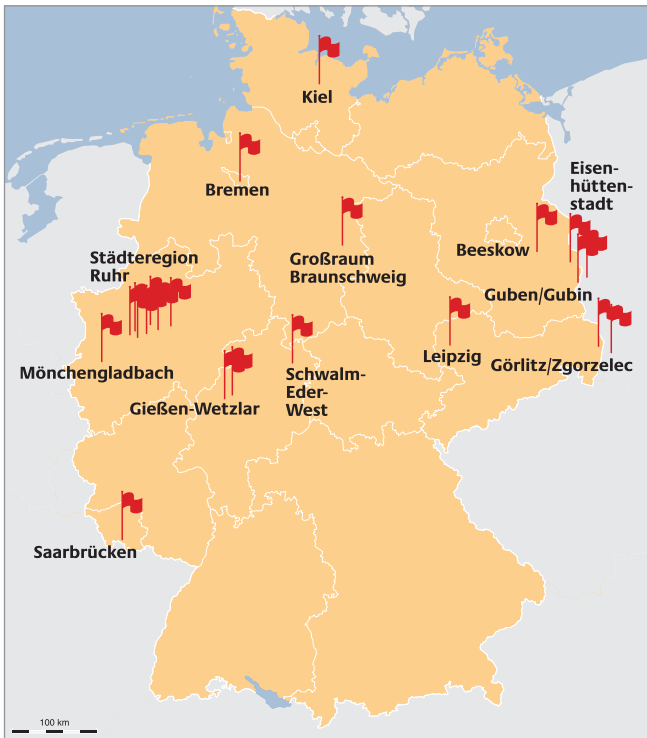 Kiel
Bremen
Eisen-
hütten-
stadt
Städteregion
Ruhr
Großraum
Braunschweig
Beeskow
Guben/Gubin
Mönchengladbach
Gießen-Wetzlar
Schwalm-
Eder-
West
Leipzig
Görlitz/Zgorzelec
Saarbrücken
100 km